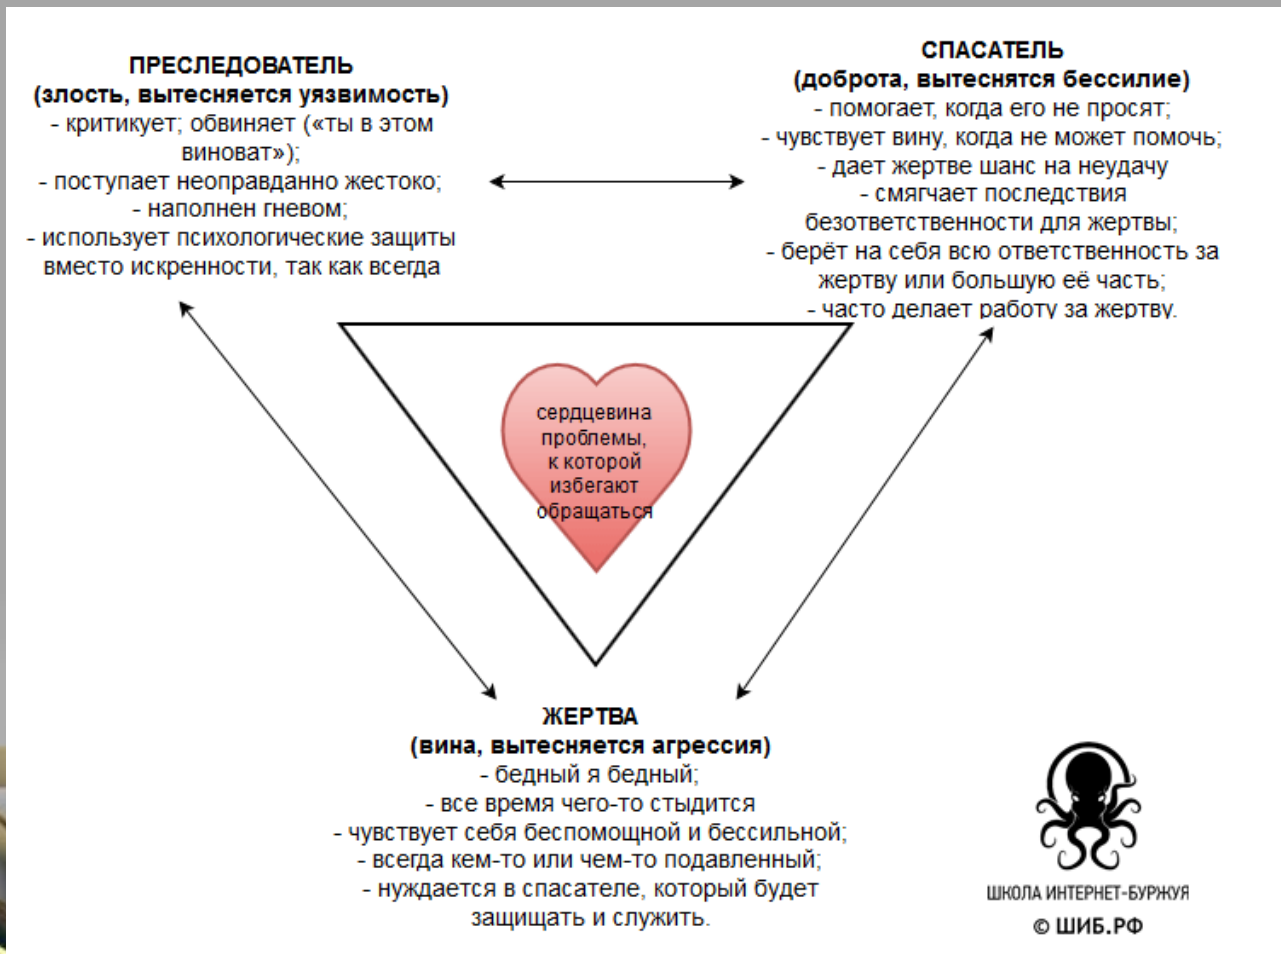 ПРЕСЛЕДОВАТЕЛЬ
(злость, вытесняется уязвимость)
- критикует; обвиняет («ты в этом
виноват»);
- поступает неоправданно жестоко;
- наполнен гневом;
- использует психологические защиты
вместо искренности, так как всегда
СПАСАТЕЛЬ
(доброта, вытеснятся бессилие)
- помогает, когда его не просят;
- чувствует вину, когда не может помочь;
- дает жертве шанс на неудачу
- смягчает последствия
безответственности для жертвы;
- берёт на себя всю ответственность за
жертву или большую её часть;
- часто делает работу за жертву.
сердцевина
проблемы,
к которой
избегают
обращаться
ЖЕРТВА
(вина, вытесняется агрессия)
- бедный я бедный;
- все время чего-то стыдится
- чувствует себя беспомощной и бессильной;
- всегда кем-то или чем-то подавленный;
- нуждается в спасателе, который будет
защищать и служить.
ШКОЛА ИНТЕРНЕТ-БУРЖУЯ
© ШИБ.РФ